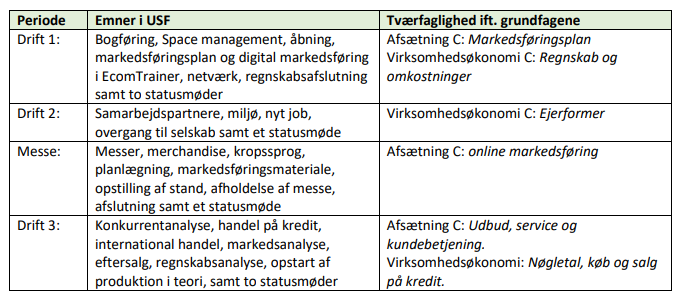 Periode Emner i USF Tværfaglighed ift. grundfagene
Drift 1: Bogføring, Space management, åbning, markedsføringsplan og digital markedsføring i EcomTrainer, netværk, regnskabsafslutning samt to statusmøder
Afsætning C: Markedsføringsplan
Virksomhedsøkonomi C: Regnskab og omkostninger
Drift 2: Samarbejdspartnere, miljø, nyt job, overgang til selskab samt et statusmøde
Virksomhedsøkonomi C: Ejerformer
Messe: Messer, merchandise, kropssprog, planlægning, markedsføringsmateriale, opstilling af stand, afholdelse af messe, afslutning samt et statusmøde
Afsætning C: online markedsføring
Drift 3: Konkurrentanalyse, handel på kredit, international handel, markedsanalyse, eftersalg, regnskabsanalyse, opstart af produktion i teori, samt to statusmøder
Afsætning C: Udbud, service og kundebetjening.
Virksomhedsøkonomi: Nøgletal, køb og salg på kredit.